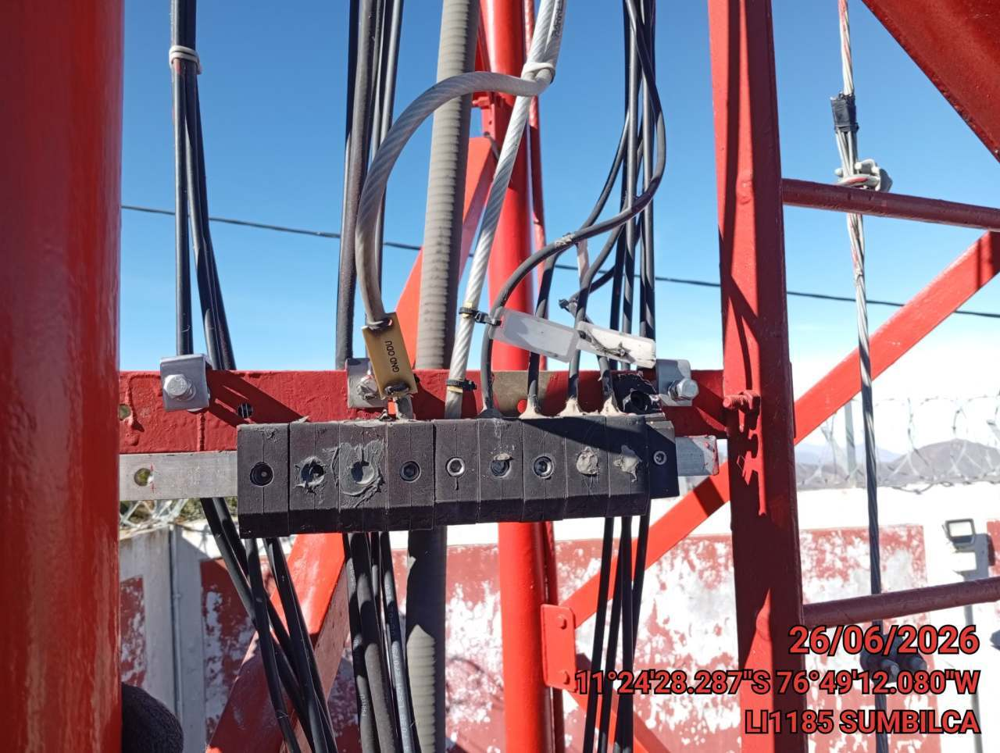 GND ODU
26/06/2026
11°24'28.287"S 76°49'12.080"W
LI1185 SUMBILCA